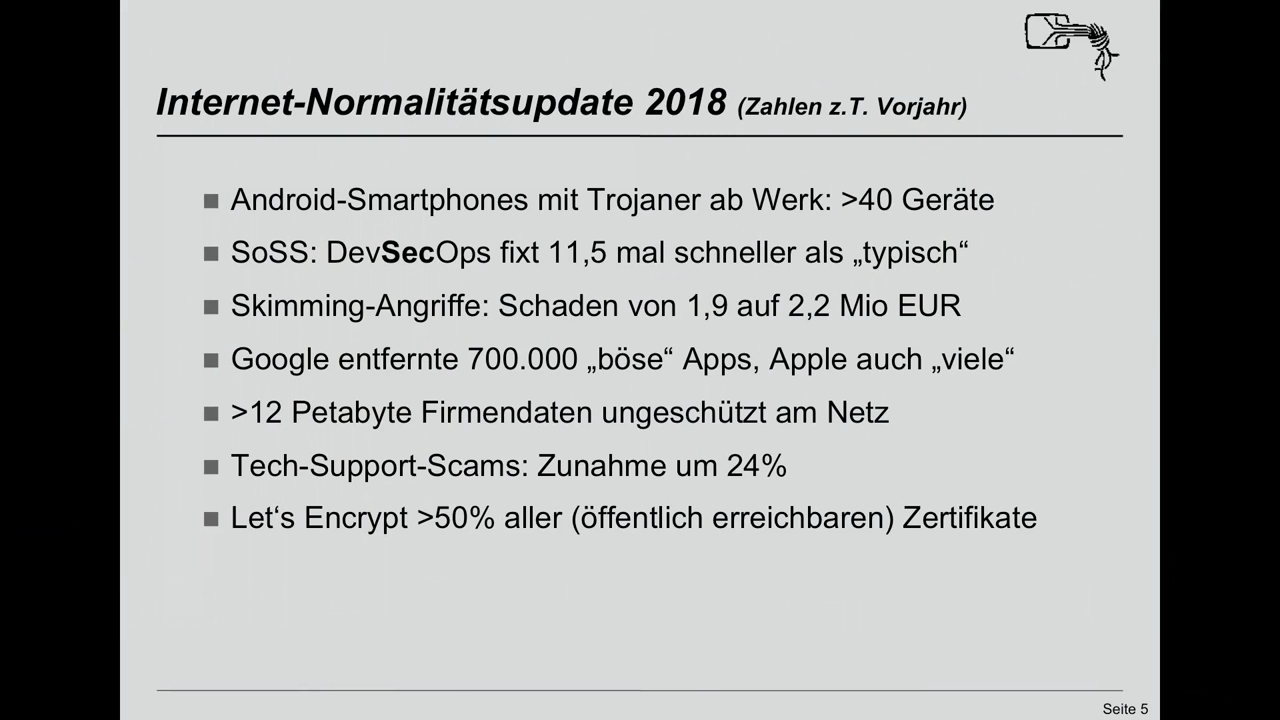 Internet-Normalitätsupdate 2018 (Zahlen z.T. Vorjahr)
Android-Smartphones mit Trojaner ab Werk: >40 Geräte
SoSS: DevSecOps fixt 11,5 mal schneller als „typisch“
Skimming-Angriffe: Schaden von 1,9 auf 2,2 Mio EUR
Google entfernte 700.000 „böse“ Apps, Apple auch „viele“
>12 Petabyte Firmendaten ungeschützt am Netz
Tech-Support-Scams: Zunahme um 24%
Let‘s Encrypt >50% aller (öffentlich erreichbaren) Zertifikate
Seite 5